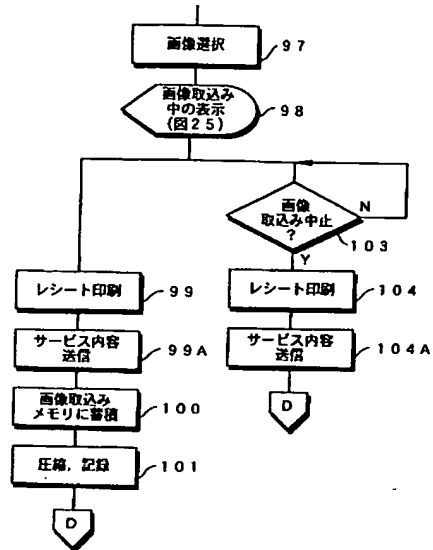 画像選択
97
画像取込み
中の表示
(図25)
98
画像
取込み中止
?
N
Y
103
レシート印刷
99
サービス内容
送信
99A
画像取込み
メモリに蓄積
100
圧縮,記録
101
D
レシート印刷
104
サービス内容
送信
104A
D